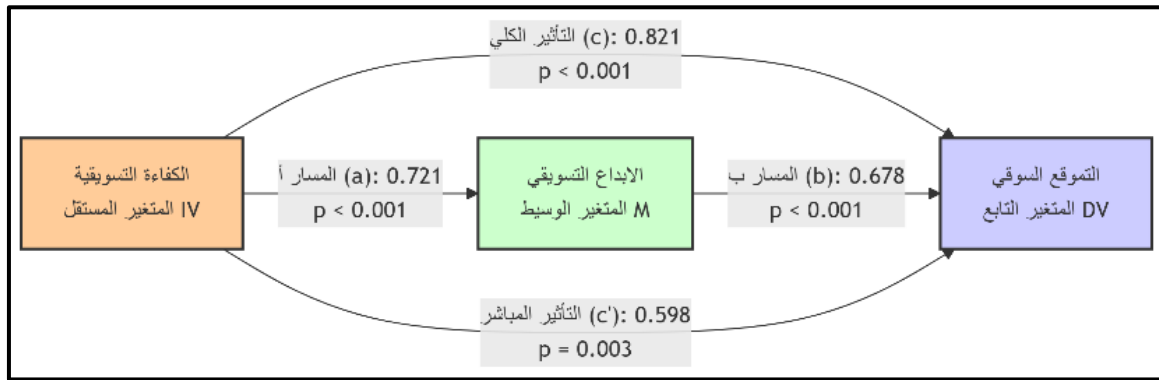 التأثير الكلي (c): 0.821
p < 0.001
الكفاءة التسويقية
المتغير المستقل IV
المسار أ (a): 0.721
p < 0.001
الابداع التسويقي
المتغير الوسيط M
المسار ب (b): 0.678
p < 0.001
التموقع السوقي
المتغير التابع DV
التأثير المباشر (c'): 0.598
p = 0.003